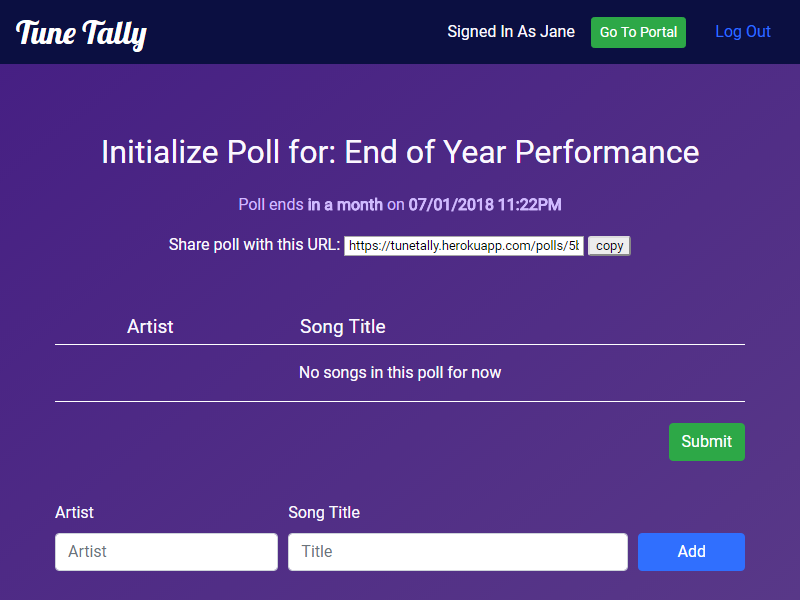 Tune Tally
Signed In As Jane
Go To Portal
Log Out
Initialize Poll for: End of Year Performance
Poll ends in a month on 07/01/2018 11:22PM
Share poll with this URL: https://tunetally.herokuapp.com/polls/5b copy
Artist Song Title
No songs in this poll for now
Submit
Artist Song Title
Artist Title Add